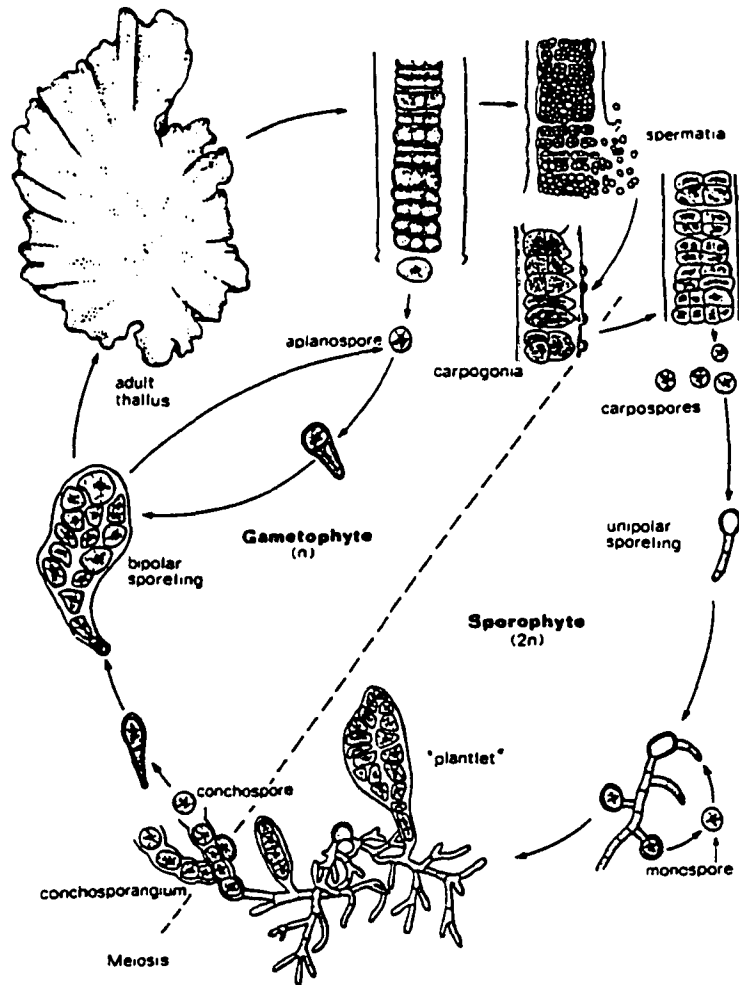 spermatia
aplanospore
carpogonia
adult
thallus
carpospores
unipolar
sporeling
Gametophyte
(n)
bipolar
sporeling
Sporophyte
(2n)
"plantlet"
conchospore
monospore
conchosporangium
Meiosis